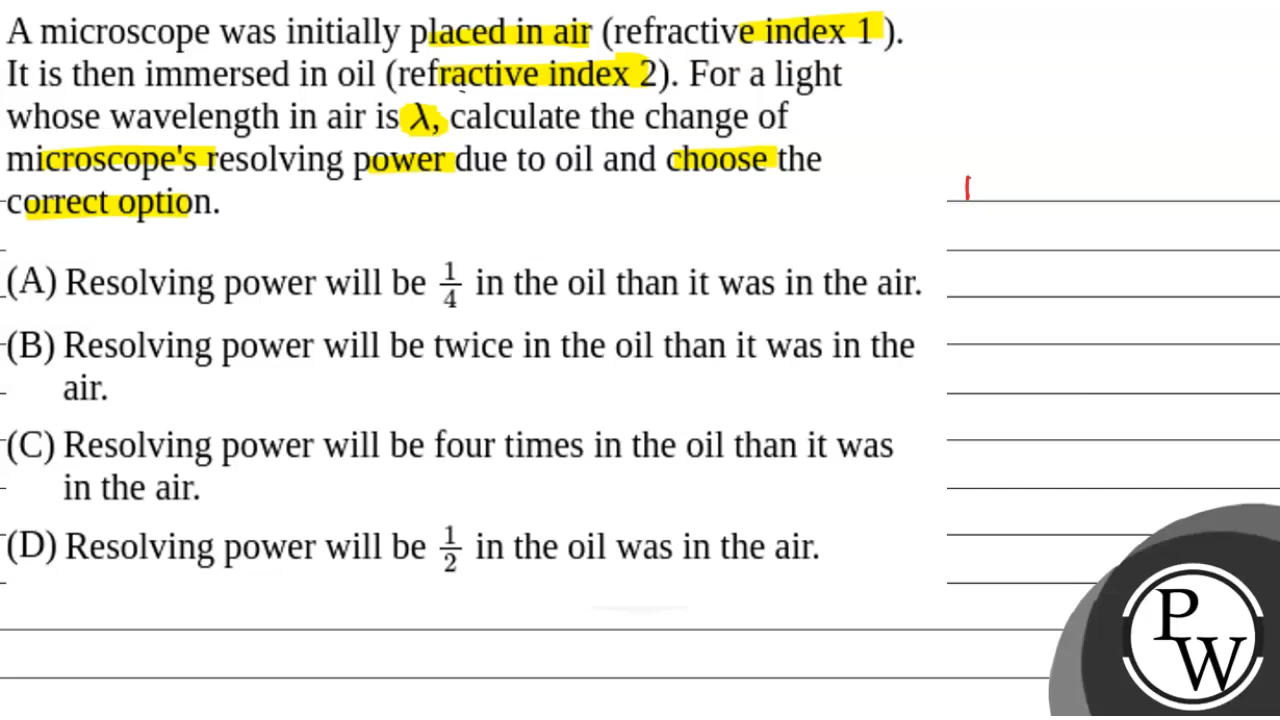 A microscope was initially placed in air (refractive index 1 ).
It is then immersed in oil (refractive index 2). For a light
whose wavelength in air is λ, calculate the change of
microscope's resolving power due to oil and choose the
correct option.
(A) Resolving power will be 1/4 in the oil than it was in the air.
(B) Resolving power will be twice in the oil than it was in the
air.
(C) Resolving power will be four times in the oil than it was
in the air.
(D) Resolving power will be 1/2 in the oil was in the air.
P
W